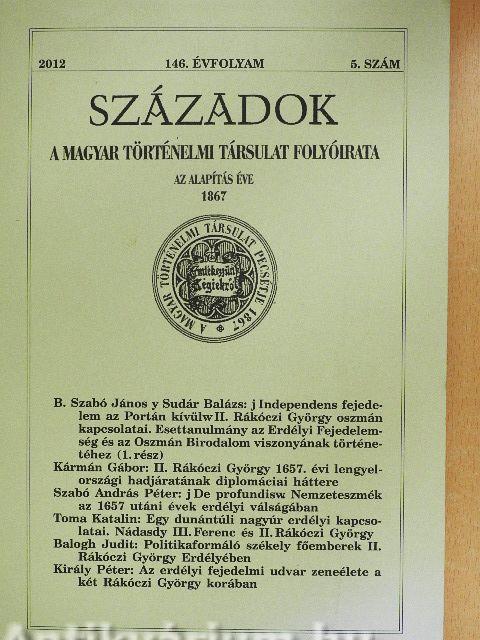 2012 146. ÉVFOLYAM 5. SZÁM
SZÁZADOK
A MAGYAR TÖRTÉNELMI TÁRSULAT FOLYÓIRATA
AZ ALAPÍTÁS ÉVE
1867
A MAGYAR TÖRTÉNELMI TÁRSULAT PECSÉTJE 1867
Emlékezzünk
Régiekről
B. Szabó János y Sudár Balázs: j Independens fejede-
lem az Portán kívülw II. Rákóczi György oszmán
kapcsolatai. Esettanulmány az Erdélyi Fejedelem-
ség és az Oszmán Birodalom viszonyának történe-
téhez (1. rész)
Kármán Gábor: II. Rákóczi György 1657. évi lengyel-
országi hadjáratának diplomáciai háttere
Szabó András Péter: j De profundisw Nemzeteszmék
az 1657 utáni évek erdélyi válságában
Toma Katalin: Egy dunántúli nagyúr erdélyi kapcso-
latai. Nádasdy III. Ferenc és II. Rákóczi György
Balogh Judit: Politikaformáló székely főemberek II.
Rákóczi György Erdélyében
Király Péter: Az erdélyi fejedelmi udvar zeneélete a
két Rákóczi György korában
Antikvarium.hu